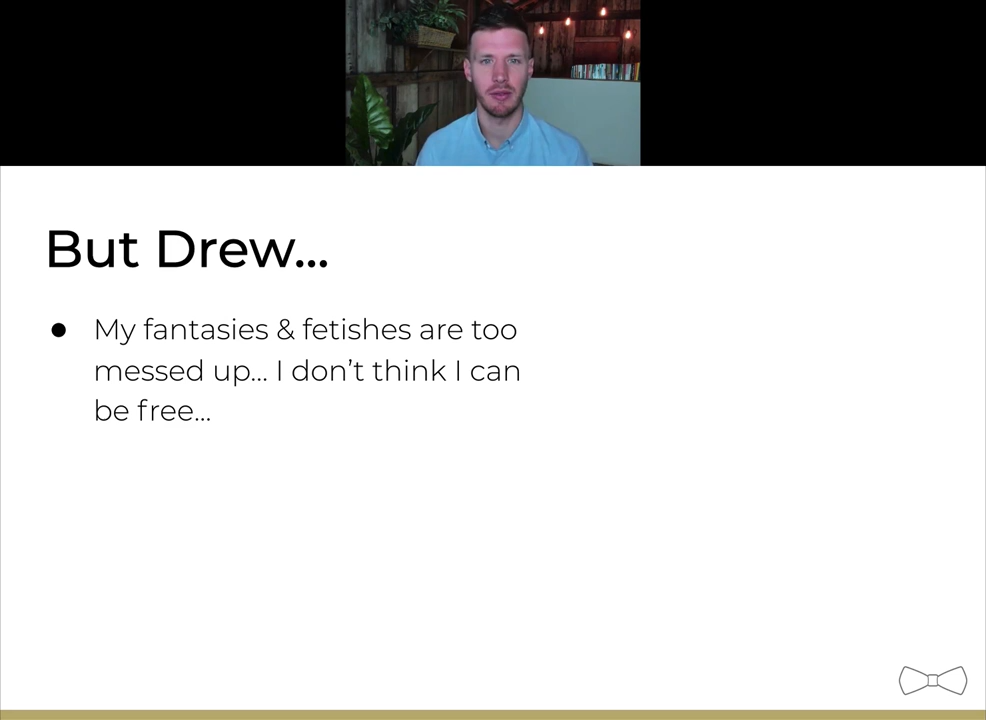 But Drew...
● My fantasies & fetishes are too
messed up... I don't think I can
be free...